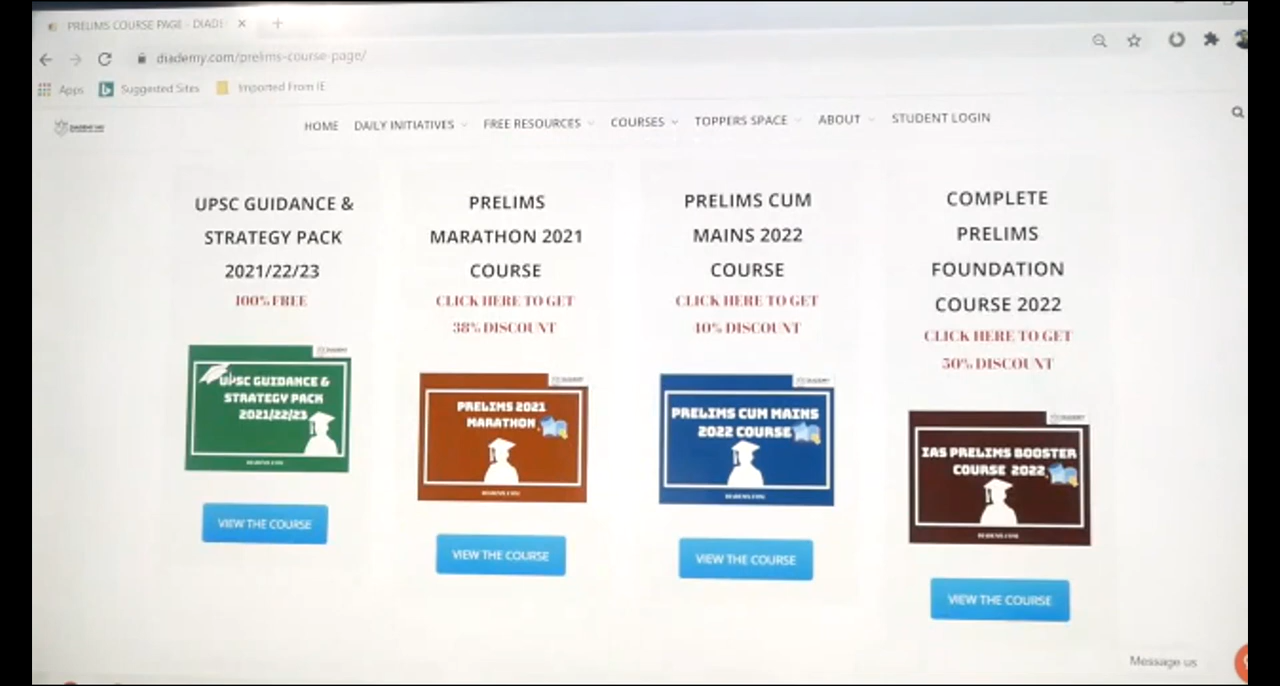 PRELIMS COURSE PAGE - DIADE
diademy.com/prelims-course-page/
Apps Suggested Sites Imported From IE
HOME DAILY INITIATIVES FREE RESOURCES COURSES TOPPERS SPACE ABOUT STUDENT LOGIN
UPSC GUIDANCE &
STRATEGY PACK
2021/22/23
100% FREE
UPSC GUIDANCE &
STRATEGY PACK
2021/22/23
VIEW THE COURSE
PRELIMS
MARATHON 2021
COURSE
CLICK HERE TO GET
38% DISCOUNT
PRELIMS 2021
MARATHON
VIEW THE COURSE
PRELIMS CUM
MAINS 2022
COURSE
CLICK HERE TO GET
40% DISCOUNT
PRELIMS CUM MAINS
2022 COURSE
VIEW THE COURSE
COMPLETE
PRELIMS
FOUNDATION
COURSE 2022
CLICK HERE TO GET
50% DISCOUNT
IAS PRELIMS BOOSTER
COURSE 2022
VIEW THE COURSE
Message us